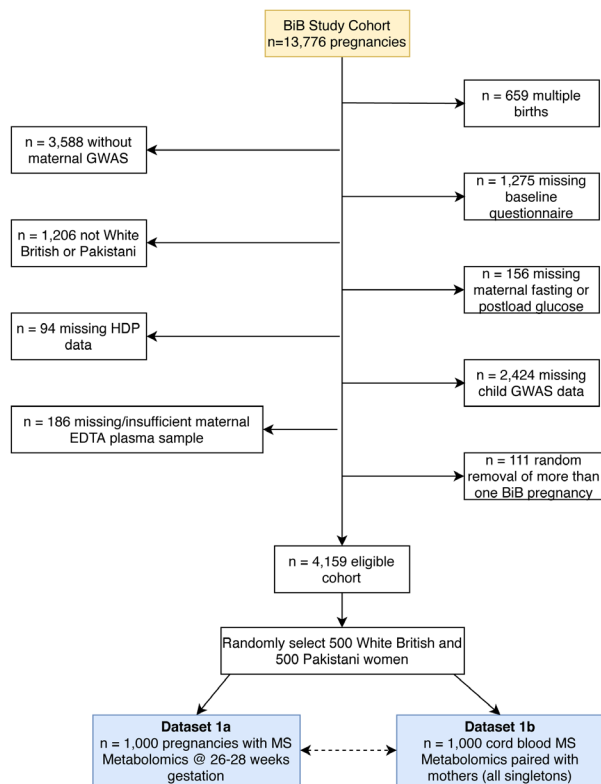 BiB Study Cohort
n=13,776 pregnancies
n = 659 multiple
births
n = 3,588 without
maternal GWAS
n = 1,275 missing
baseline
questionnaire
n = 1,206 not White
British or Pakistani
n = 156 missing
maternal fasting or
postload glucose
n = 94 missing HDP
data
n = 2,424 missing
child GWAS data
n = 186 missing/insufficient maternal
EDTA plasma sample
n = 111 random
removal of more than
one BiB pregnancy
n = 4,159 eligible
cohort
Randomly select 500 White British and
500 Pakistani women
Dataset 1a
n = 1,000 pregnancies with MS
Metabolomics @ 26-28 weeks
gestation
Dataset 1b
n = 1,000 cord blood MS
Metabolomics paired with
mothers (all singletons)